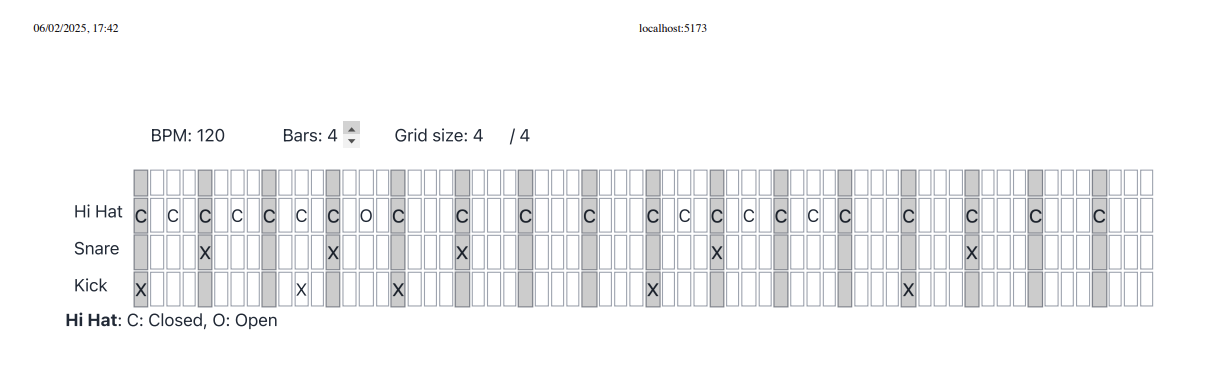 06/02/2025, 17:42 localhost:5173
BPM: 120 Bars: 4 Grid size: 4 / 4
Hi Hat C C C C C C C O C C C C C C C C C C C C C C C
Snare X X X X X
Kick X X X X X
Hi Hat: C: Closed, O: Open